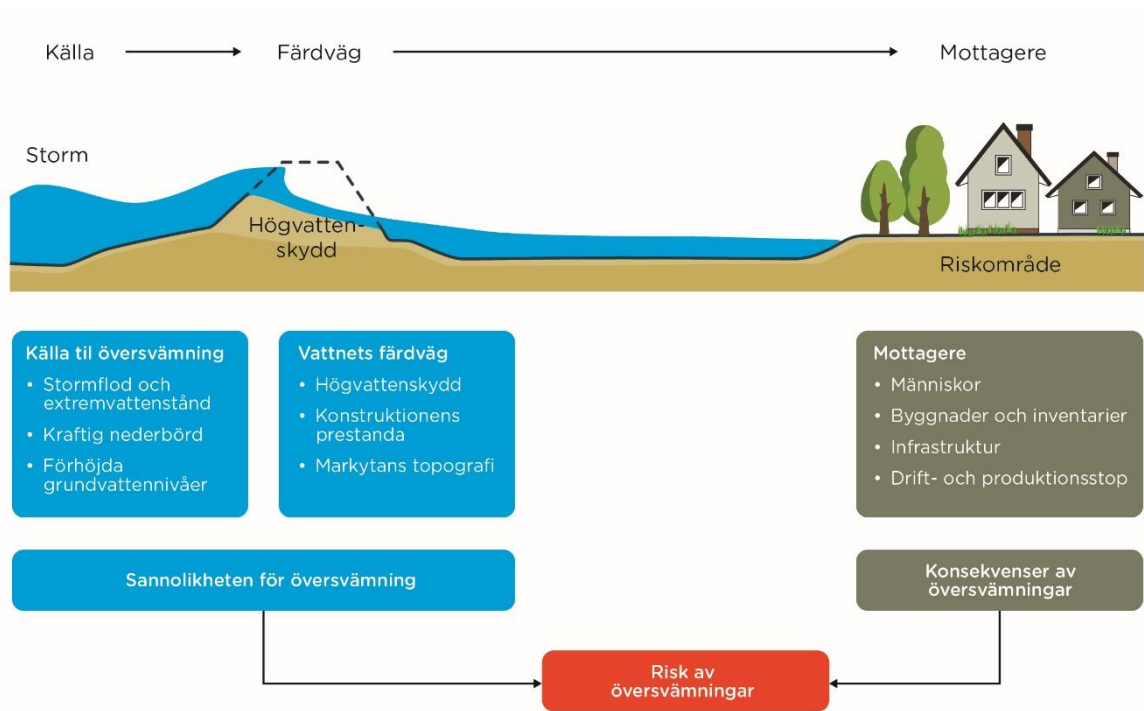 Källa
Färdväg
Mottagere
Storm
Högvatten-
skydd
Riskområde
Källa til översvämning
• Stormflod och
extremvattenstånd
• Kraftig nederbörd
• Förhöjda
grundvattennivåer
Vattnets färdväg
• Högvattenskydd
• Konstruktionens
prestanda
• Markytans topografi
Mottagere
• Människor
• Byggnader och inventarier
• Infrastruktur
• Drift- och produktionsstop
Sannolikheten för översvämning
Konsekvenser av
översvämningar
Risk av
översvämningar